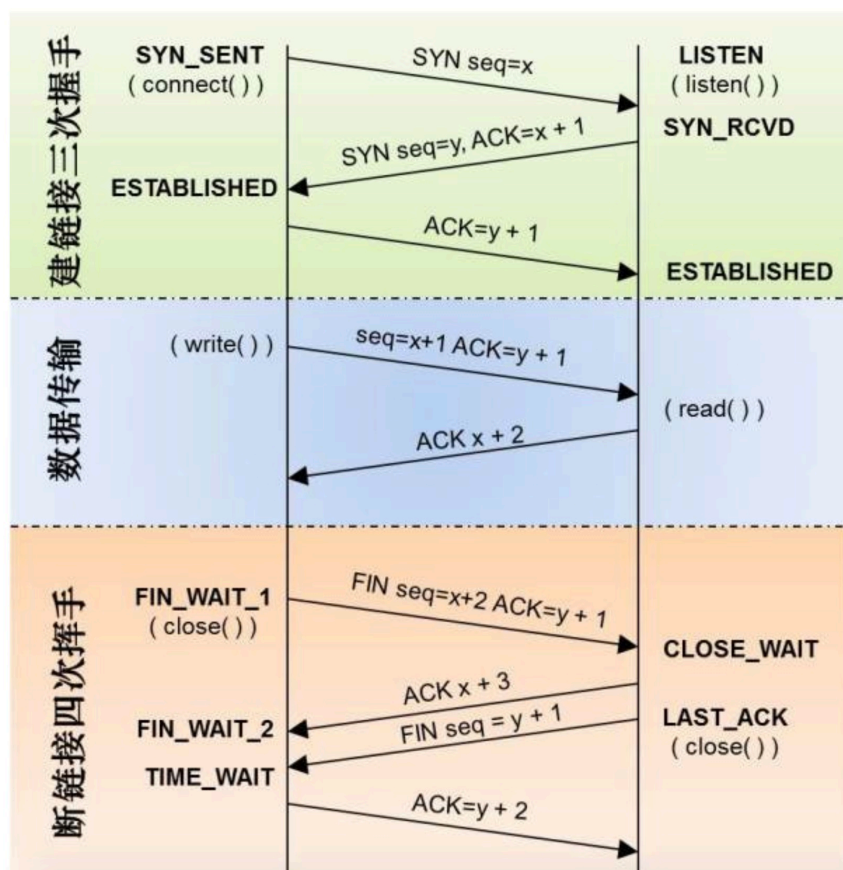 建链接三次握手
SYN_SENT
( connect( ) )
SYN seq=x
LISTEN
( listen( ) )
SYN_RCVD
SYN seq=y, ACK=x + 1
ESTABLISHED
ACK=y + 1
ESTABLISHED
数据传输
( write( ) )
seq=x+1 ACK=y + 1
( read( ) )
ACK x + 2
断链接四次挥手
FIN_WAIT_1
( close( ) )
FIN seq=x+2 ACK=y + 1
CLOSE_WAIT
ACK x + 3
FIN_WAIT_2
FIN seq = y + 1
LAST_ACK
( close( ) )
TIME_WAIT
ACK=y + 2